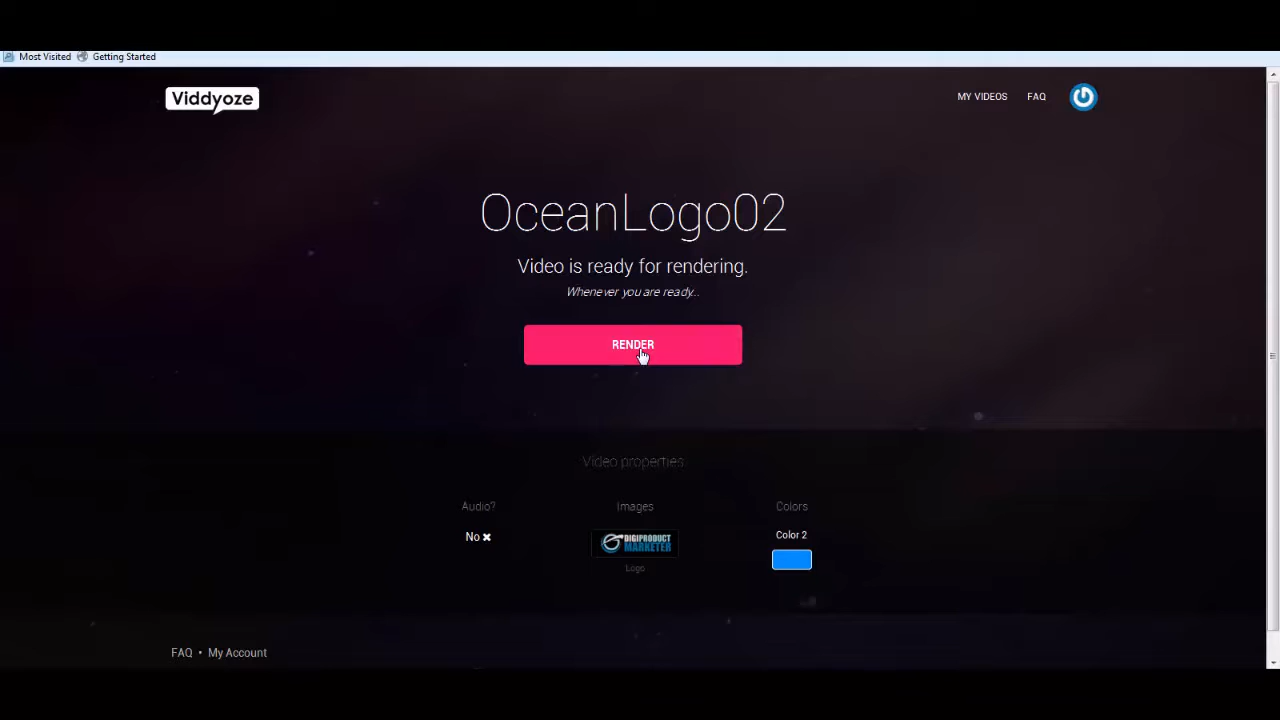 Most Visited Getting Started
Viddyoze
MY VIDEOS FAQ
OceanLogo02
Video is ready for rendering.
Whenever you are ready...
RENDER
Video properties
Audio? Images Colors
No Color 2
DIGIPRODUCT
MARKETER
Logo
FAQ • My Account